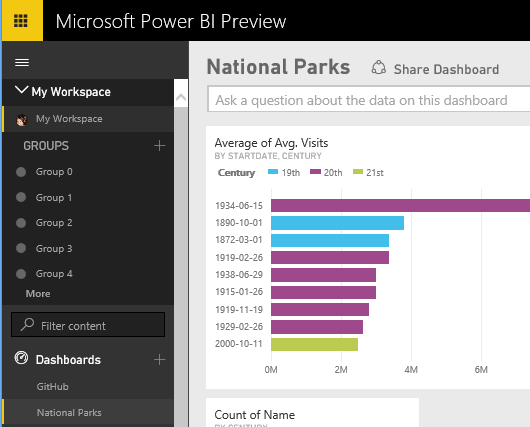 Microsoft Power BI Preview
My Workspace
My Workspace
GROUPS
Group 0
Group 1
Group 2
Group 3
Group 4
More
Filter content
Dashboards
GitHub
National Parks
National Parks
Share Dashboard
Ask a question about the data on this dashboard
Average of Avg. Visits
BY STARTDATE, CENTURY
Century 19th 20th 21st
1934-06-15
1890-10-01
1872-03-01
1919-02-26
1938-06-29
1915-01-26
1919-11-19
1929-02-26
2000-10-11
0M 2M 4M 6M
Count of Name
BY CENTURY